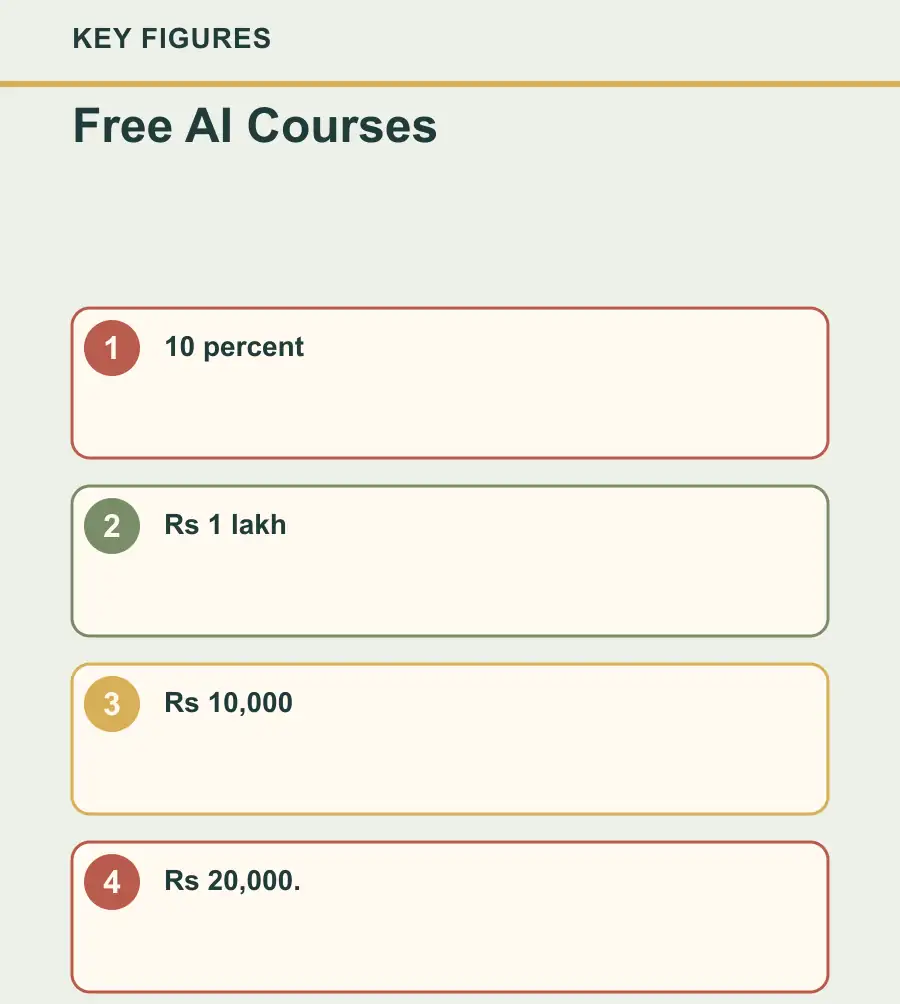 KEY FIGURES
Free AI Courses
1 10 percent
2 Rs 1 lakh
3 Rs 10,000
4 Rs 20,000.